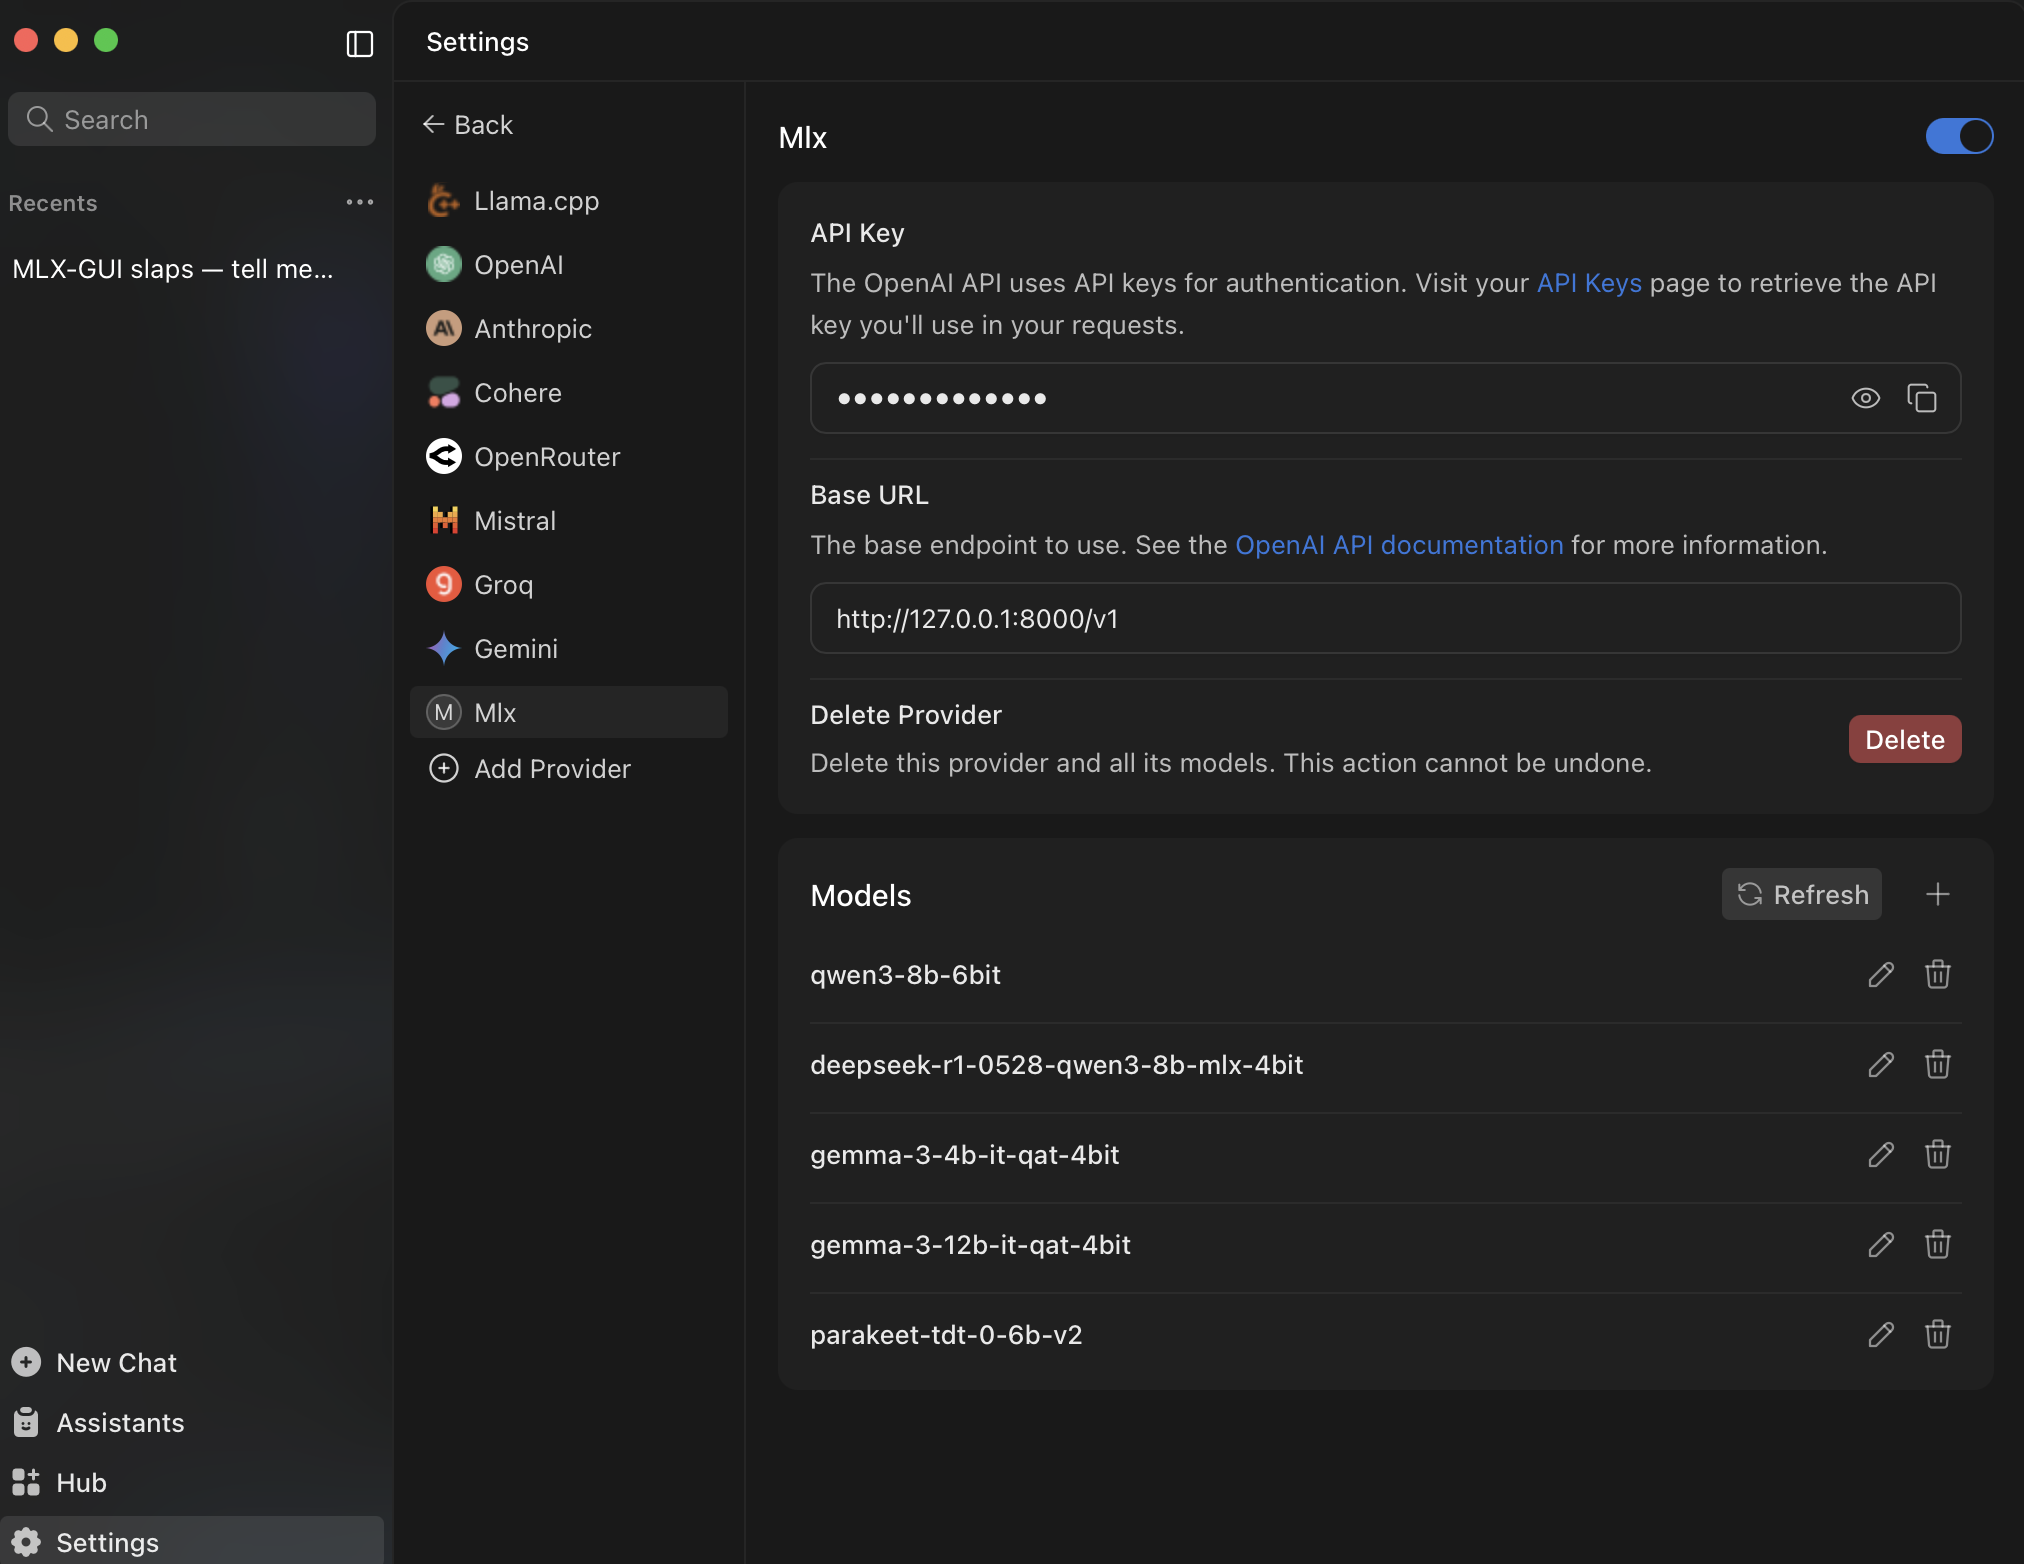 Settings
Search
Recents
MLX-GUI slaps — tell me...
New Chat
Assistants
Hub
Settings
Back
Llama.cpp
OpenAI
Anthropic
Cohere
OpenRouter
Mistral
Groq
Gemini
M Mlx
Add Provider
Mlx
API Key
The OpenAI API uses API keys for authentication. Visit your API Keys page to retrieve the API
key you'll use in your requests.
Base URL
The base endpoint to use. See the OpenAI API documentation for more information.
http://127.0.0.1:8000/v1
Delete Provider
Delete this provider and all its models. This action cannot be undone.
Delete
Models
Refresh
qwen3-8b-6bit
deepseek-r1-0528-qwen3-8b-mlx-4bit
gemma-3-4b-it-qat-4bit
gemma-3-12b-it-qat-4bit
parakeet-tdt-0-6b-v2